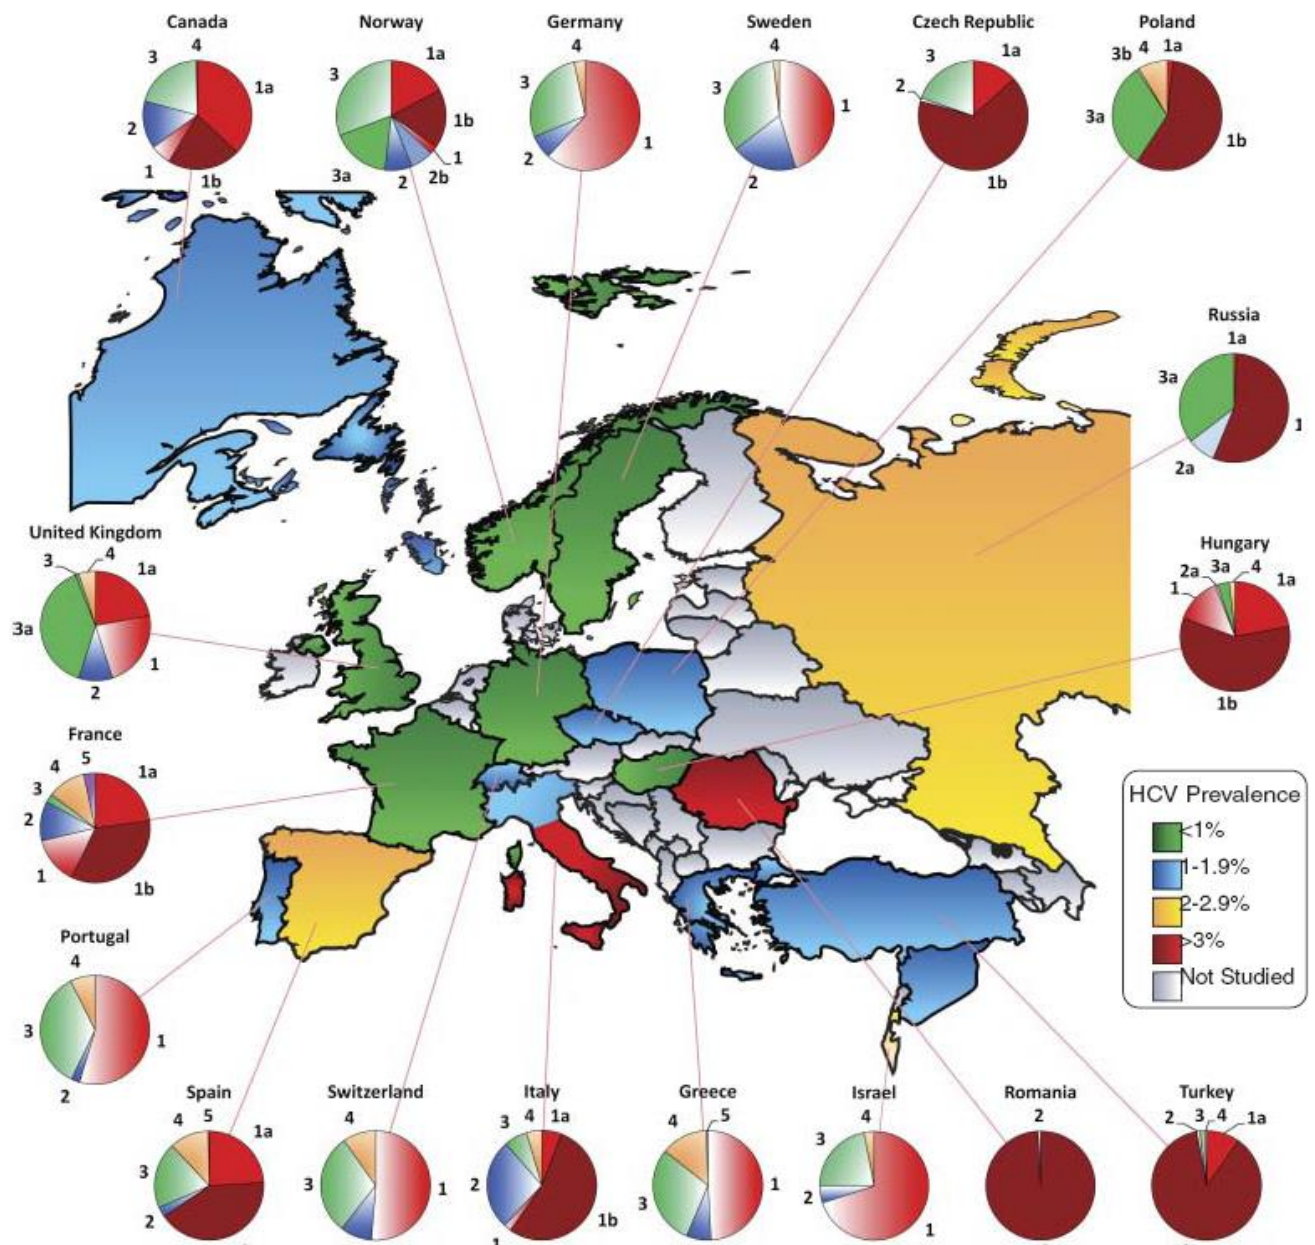 Canada
Norway
Germany
Sweden
Czech Republic
Poland
4
3
1a
2
1
1b
3
1a
1b
1
2b
2
3a
4
3
2
1
4
3
1
2
3
1a
2
1b
3b
4
1a
3a
1b
Russia
1a
3a
1
2a
United Kingdom
3
4
1a
3a
1
2
Hungary
3a
4
2a
1a
1
1b
France
4
5
1a
3
2
1
1b
HCV Prevalence
<1%
1-1.9%
2-2.9%
>3%
Not Studied
Portugal
4
3
1
2
Spain
Switzerland
Italy
Greece
Israel
Romania
Turkey
4
5
1a
3
2
4
3
1
2
3
4
1a
2
1b
1
4
5
3
1
2
4
3
2
1
2
2
3
4
1a